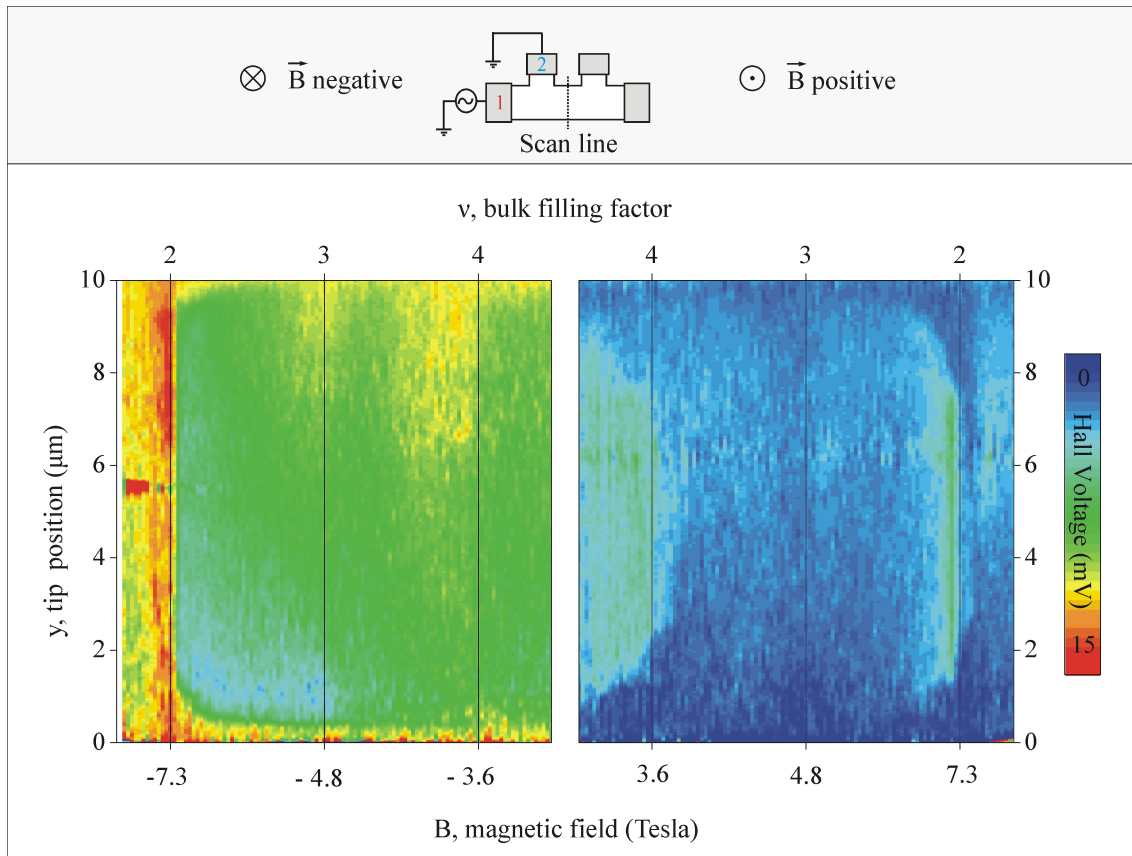 B negative
2
1
B positive
Scan line
ν, bulk filling factor
2 3 4 4 3 2
10 10
8 8
6 6
4 4
2 2
0 0
y, tip position (μm)
0 Hall Voltage (mV) 15
-7.3 - 4.8 - 3.6 3.6 4.8 7.3
B, magnetic field (Tesla)